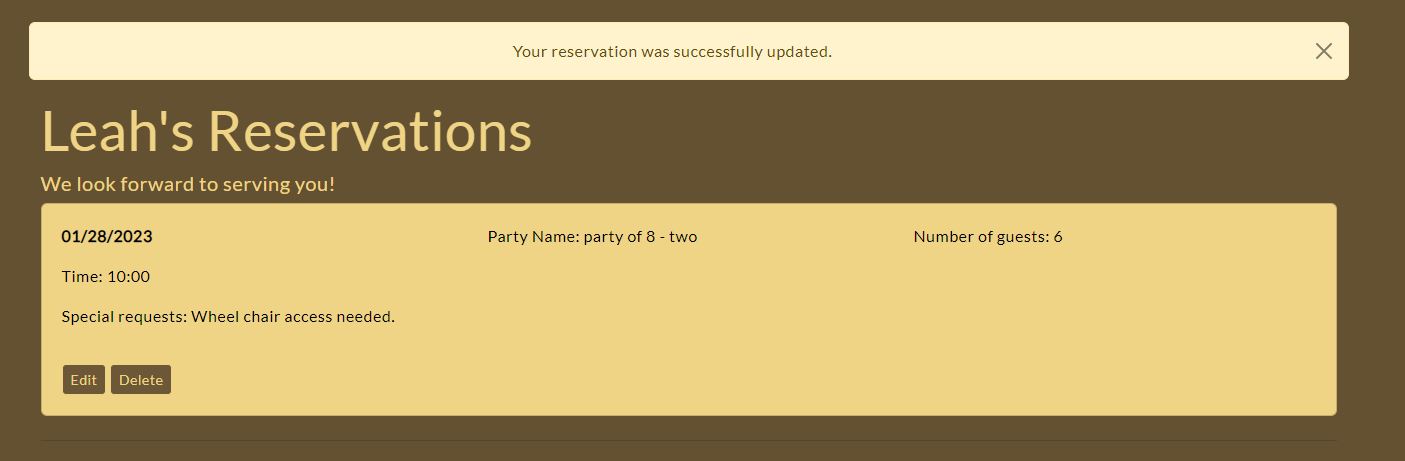 Your reservation was successfully updated.
Leah's Reservations
We look forward to serving you!
01/28/2023 Party Name: party of 8 - two Number of guests: 6
Time: 10:00
Special requests: Wheel chair access needed.
Edit Delete